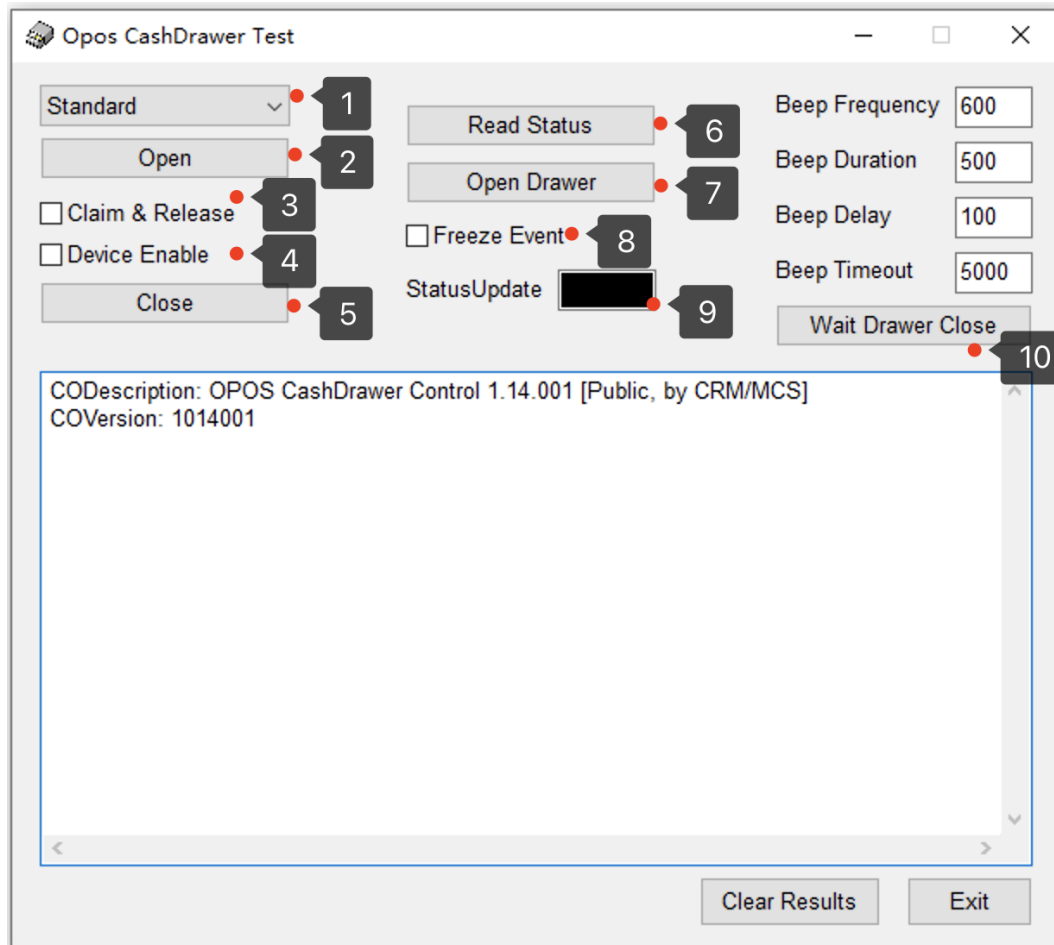 Opos CashDrawer Test
Standard
1
Open
2
Claim & Release
3
Device Enable
4
Close
5
Read Status
6
Open Drawer
7
Freeze Event
8
StatusUpdate
9
Beep Frequency 600
Beep Duration 500
Beep Delay 100
Beep Timeout 5000
Wait Drawer Close
10
CODescription: OPOS CashDrawer Control 1.14.001 [Public, by CRM/MCS]
COVersion: 1014001
Clear Results
Exit